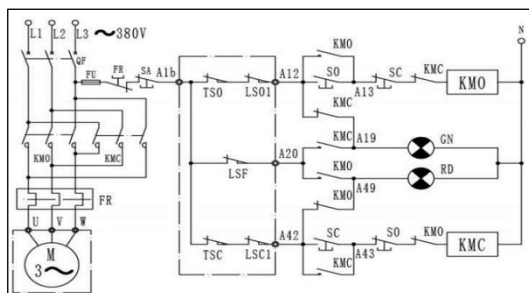 L1 L2 L3 ~380V
N
QF
FU FR SA A1b
KMO
A12 SO SC KMC
TSO LSO1 A13 KMO
KMC
KMC A19 GN
KMO KMC
A20
LSF KMO RD
A49
FR
KMO
U V W
A42 SC SO KMO
TSC LSC1 A43 KMC
M
3~
KMC